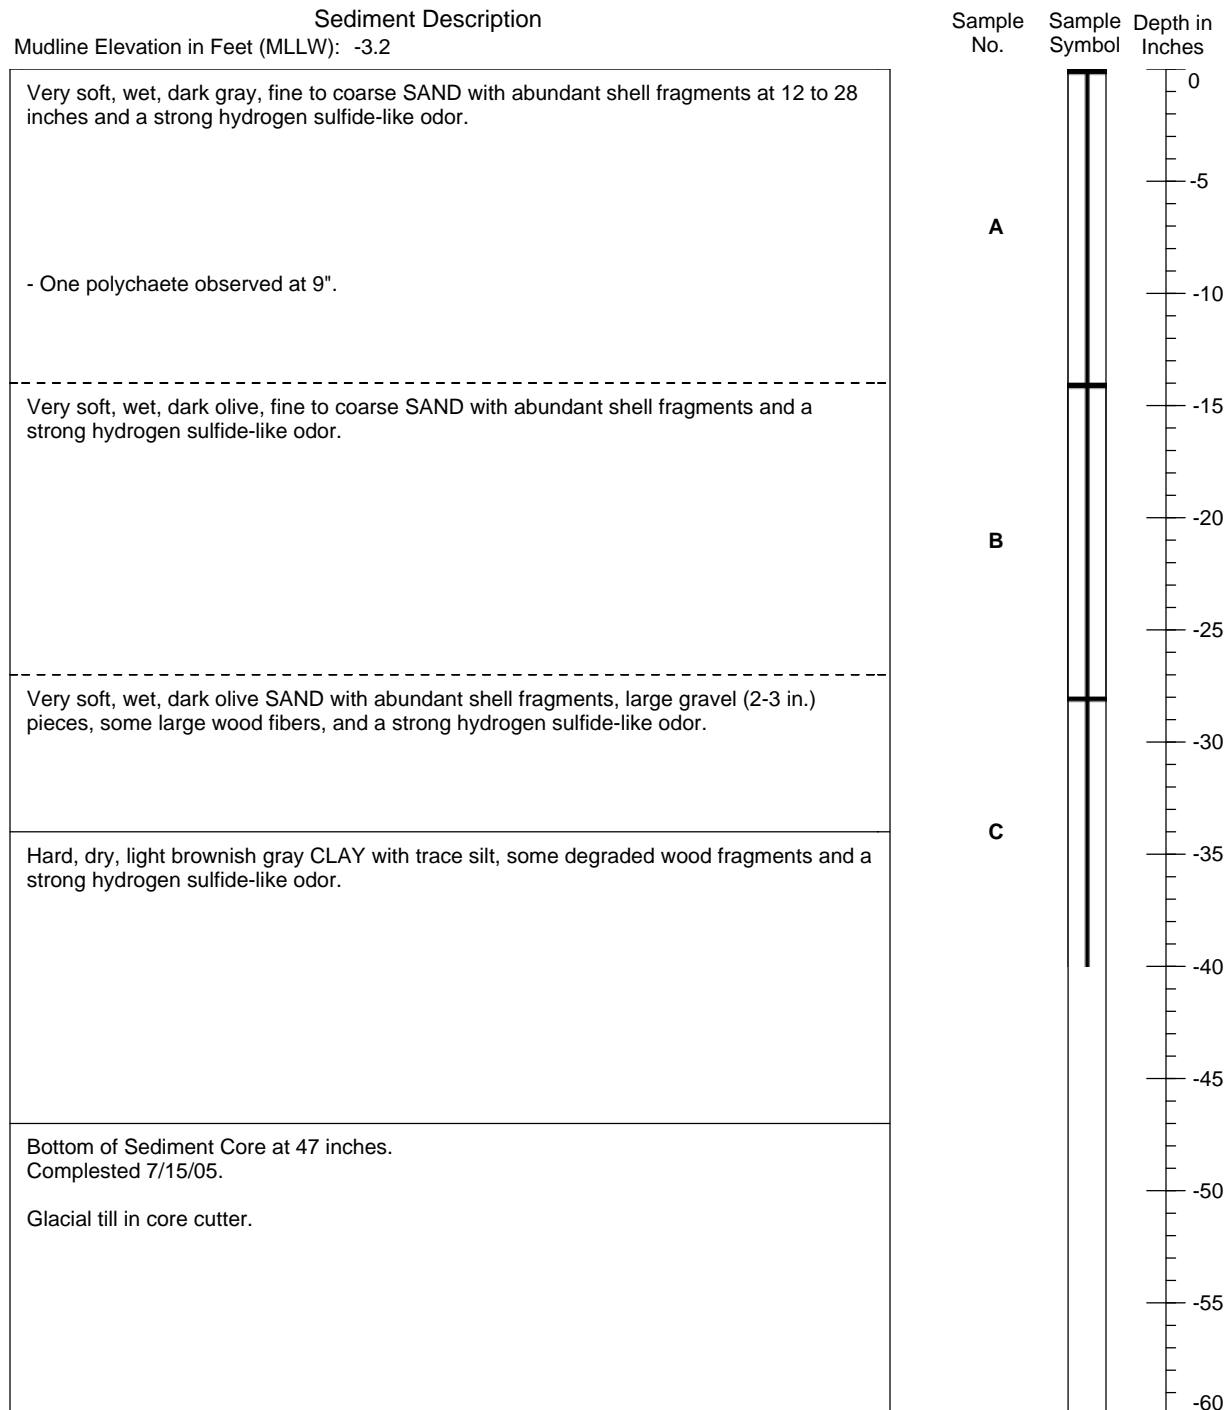 Sediment Description
Mudline Elevation in Feet (MLLW): -3.2
Sample No.
Sample Symbol
Depth in Inches
Very soft, wet, dark gray, fine to coarse SAND with abundant shell fragments at 12 to 28
inches and a strong hydrogen sulfide-like odor.
- One polychaete observed at 9".
Very soft, wet, dark olive, fine to coarse SAND with abundant shell fragments and a
strong hydrogen sulfide-like odor.
Very soft, wet, dark olive SAND with abundant shell fragments, large gravel (2-3 in.)
pieces, some large wood fibers, and a strong hydrogen sulfide-like odor.
Hard, dry, light brownish gray CLAY with trace silt, some degraded wood fragments and a
strong hydrogen sulfide-like odor.
Bottom of Sediment Core at 47 inches.
Complested 7/15/05.
Glacial till in core cutter.
A
B
C
0
-5
-10
-15
-20
-25
-30
-35
-40
-45
-50
-55
-60